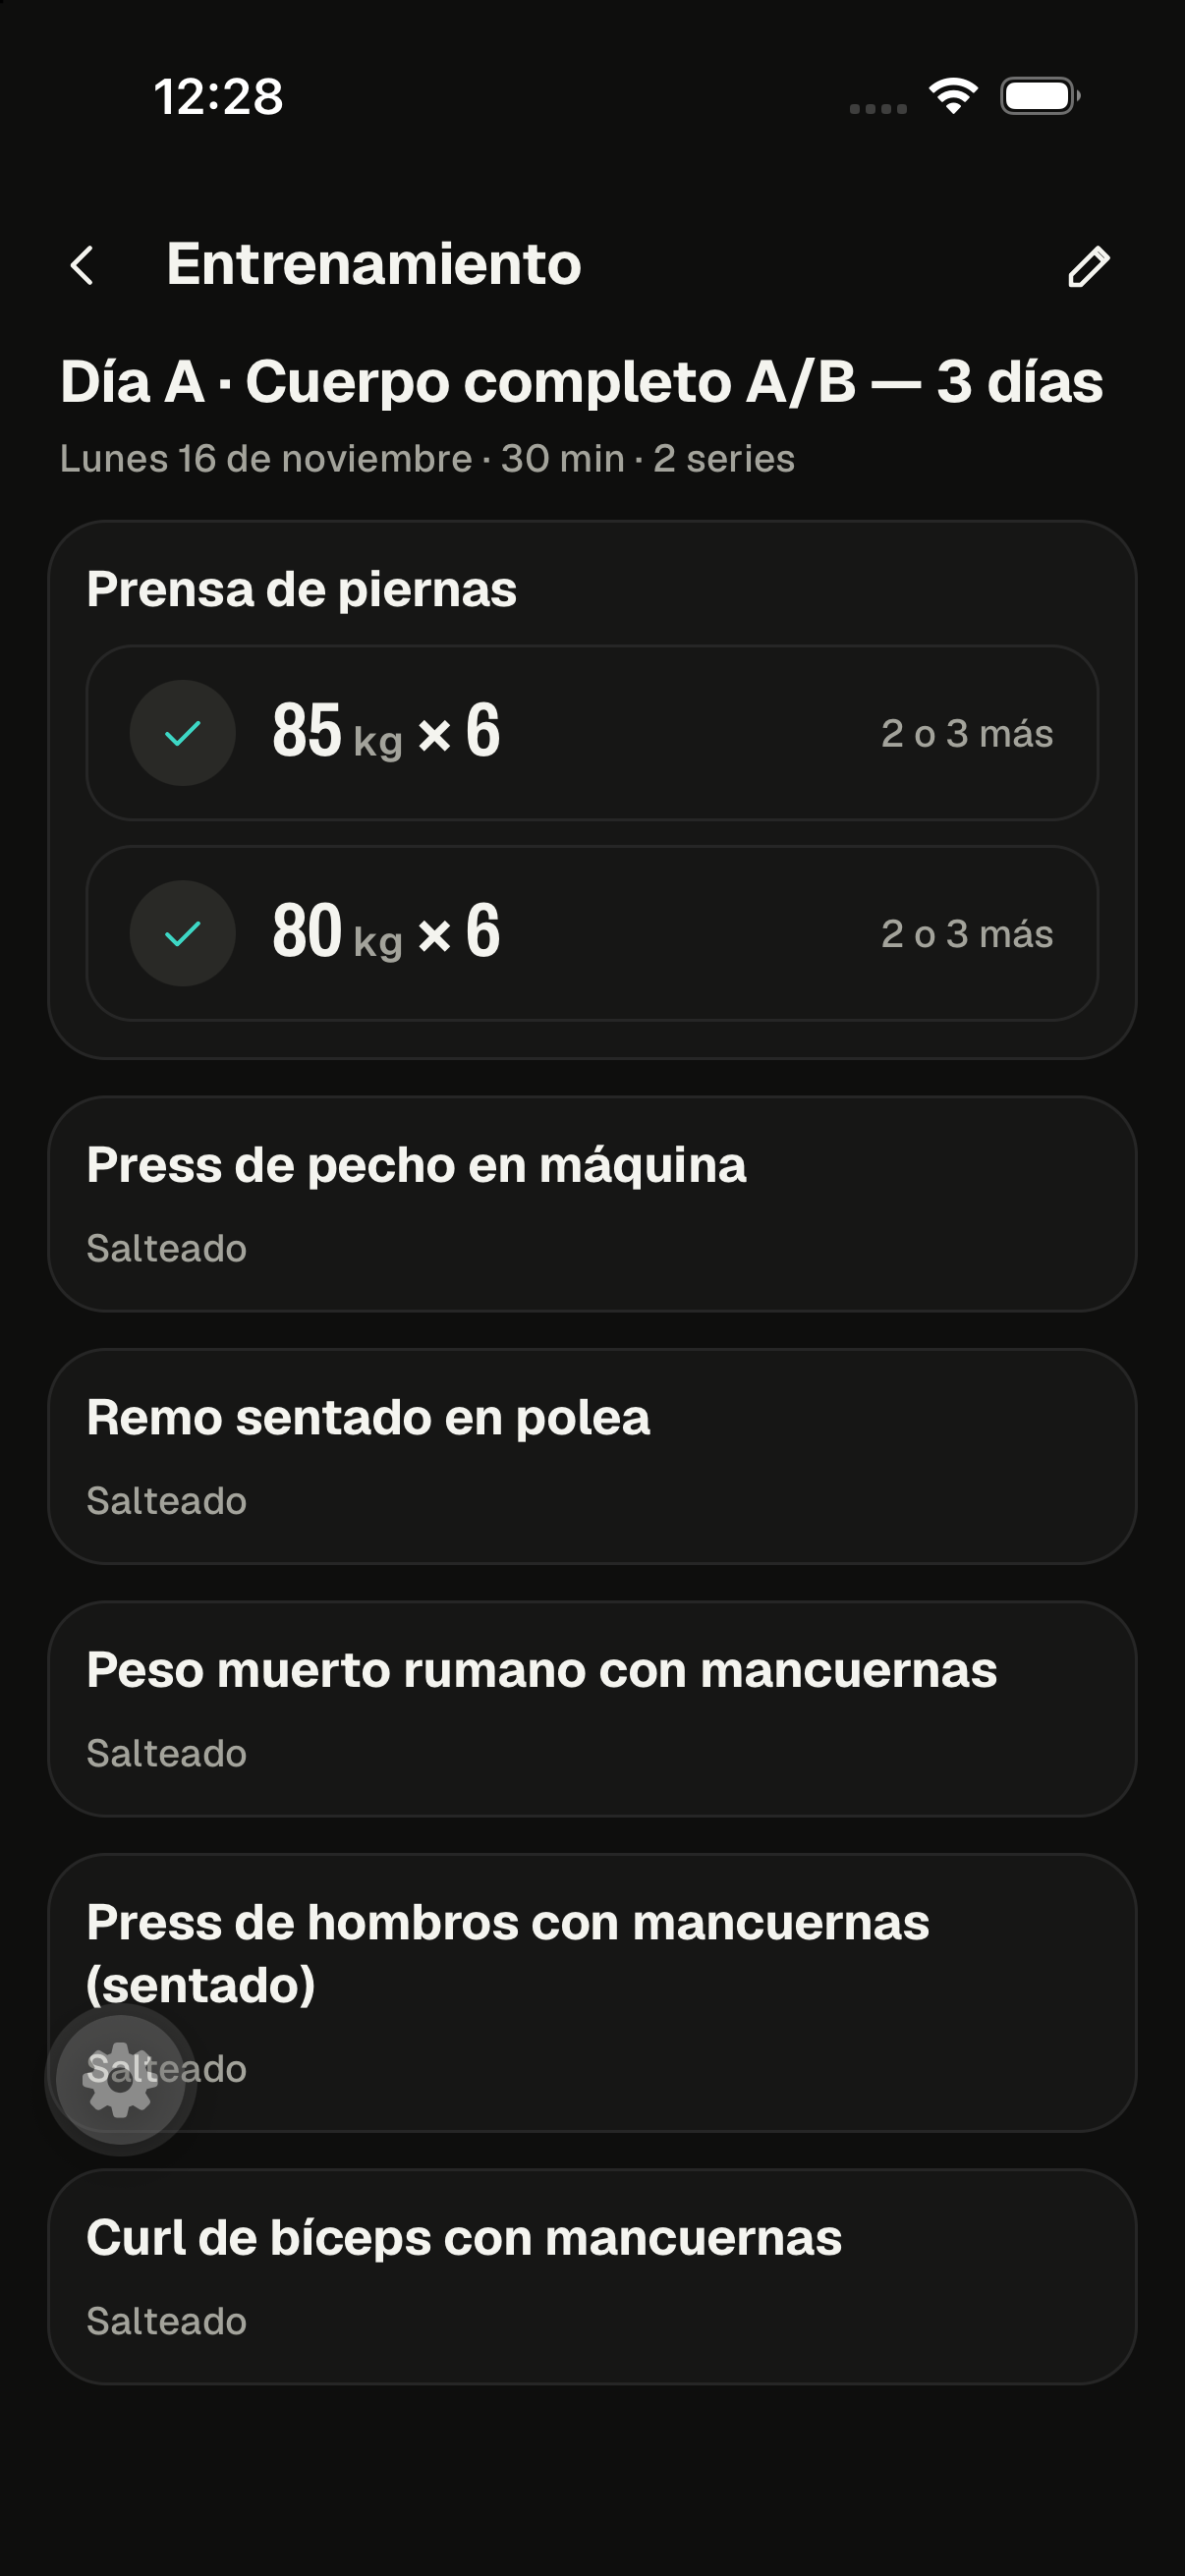 12:28
Entrenamiento
Día A · Cuerpo completo A/B — 3 días
Lunes 16 de noviembre · 30 min · 2 series
Prensa de piernas
85 kg × 6
2 o 3 más
80 kg × 6
2 o 3 más
Press de pecho en máquina
Salteado
Remo sentado en polea
Salteado
Peso muerto rumano con mancuernas
Salteado
Press de hombros con mancuernas
(sentado)
Salteado
Curl de bíceps con mancuernas
Salteado